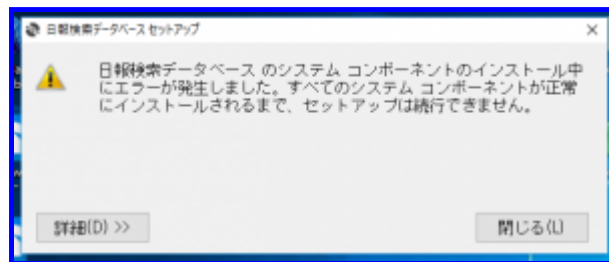 日報検索データベース セットアップ
日報検索データベース のシステム コンポーネントのインストール中
にエラーが発生しました。すべてのシステム コンポーネントが正常
にインストールされるまで、セットアップは続行できません。
詳細(D) >>
閉じる(L)